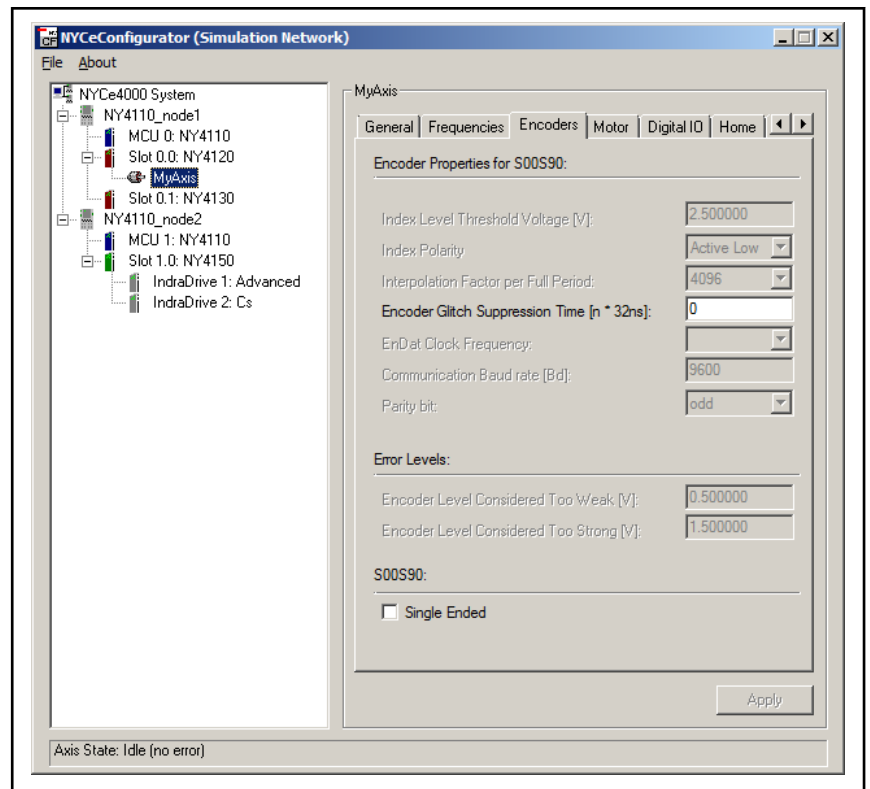 NYCeConfigurator (Simulation Network)
File About
NYCe4000 System
NY4110_node1
MCU 0: NY4110
Slot 0.0: NY4120
MyAxis
Slot 0.1: NY4130
NY4110_node2
MCU 1: NY4110
Slot 1.0: NY4150
IndraDrive 1: Advanced
IndraDrive 2: Cs
MyAxis
General Frequencies Encoders Motor Digital IO Home
Encoder Properties for S00S90:
Index Level Threshold Voltage [V]: 2.500000
Index Polarity Active Low
Interpolation Factor per Full Period: 4096
Encoder Glitch Suppression Time [n * 32ns]: 0
EnDat Clock Frequency:
Communication Baud rate [Bd]: 9600
Parity bit: odd
Error Levels:
Encoder Level Considered Too Weak [V]: 0.500000
Encoder Level Considered Too Strong [V]: 1.500000
S00S90:
Single Ended
Apply
Axis State: Idle (no error)